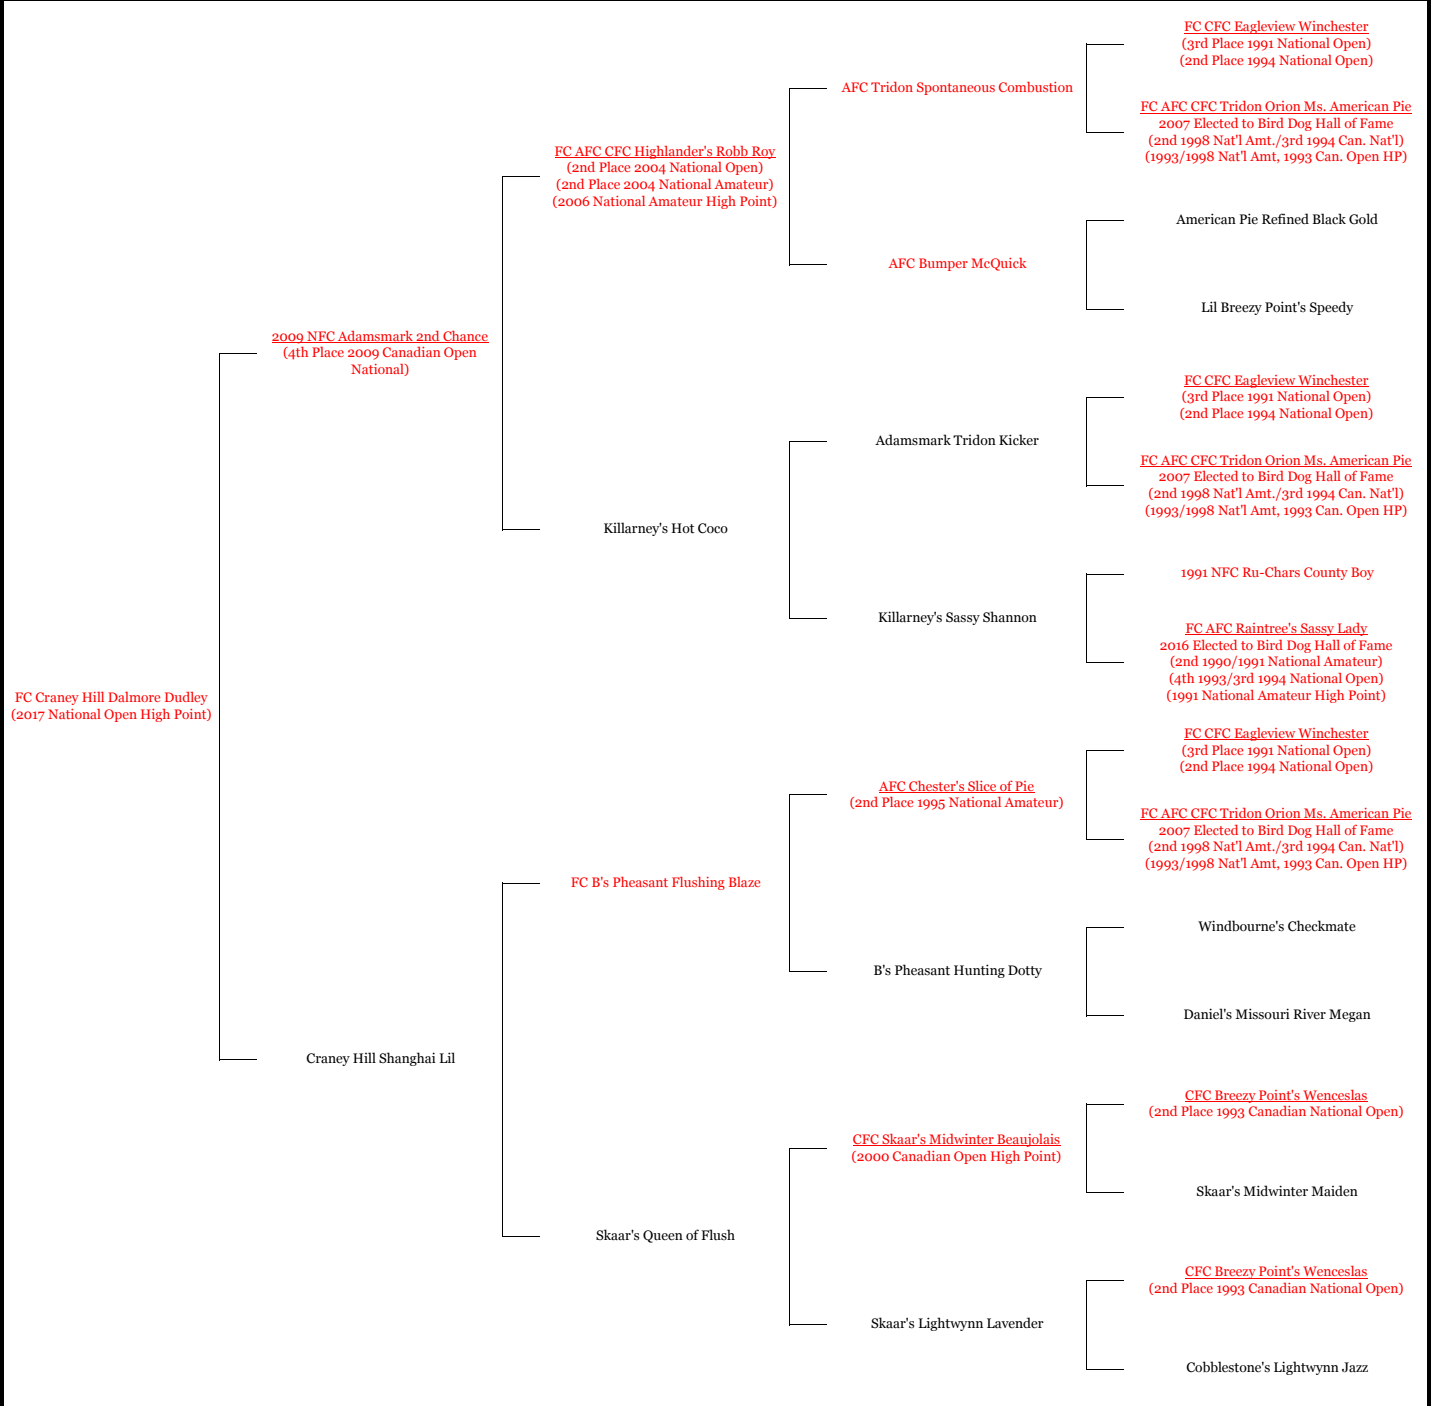 FC CFC Eagleview Winchester
(3rd Place 1991 National Open)
(2nd Place 1994 National Open)
AFC Tridon Spontaneous Combustion
FC AFC CFC Tridon Orion Ms. American Pie
2007 Elected to Bird Dog Hall of Fame
(2nd 1998 Nat'l Amt./3rd 1994 Can. Nat'l)
(1993/1998 Nat'l Amt, 1993 Can. Open HP)
FC AFC CFC Highlander's Robb Roy
(2nd Place 2004 National Open)
(2nd Place 2004 National Amateur)
(2006 National Amateur High Point)
American Pie Refined Black Gold
AFC Bumper McQuick
Lil Breezy Point's Speedy
2009 NFC Adamsmark 2nd Chance
(4th Place 2009 Canadian Open
National)
FC CFC Eagleview Winchester
(3rd Place 1991 National Open)
(2nd Place 1994 National Open)
Adamsmark Tridon Kicker
FC AFC CFC Tridon Orion Ms. American Pie
2007 Elected to Bird Dog Hall of Fame
(2nd 1998 Nat'l Amt./3rd 1994 Can. Nat'l)
(1993/1998 Nat'l Amt, 1993 Can. Open HP)
Killarney's Hot Coco
1991 NFC Ru-Chars County Boy
Killarney's Sassy Shannon
FC AFC Raintree's Sassy Lady
2016 Elected to Bird Dog Hall of Fame
(2nd 1990/1991 National Amateur)
(4th 1993/3rd 1994 National Open)
(1991 National Amateur High Point)
FC Craney Hill Dalmore Dudley
(2017 National Open High Point)
FC CFC Eagleview Winchester
(3rd Place 1991 National Open)
(2nd Place 1994 National Open)
AFC Chester's Slice of Pie
(2nd Place 1995 National Amateur)
FC AFC CFC Tridon Orion Ms. American Pie
2007 Elected to Bird Dog Hall of Fame
(2nd 1998 Nat'l Amt./3rd 1994 Can. Nat'l)
(1993/1998 Nat'l Amt, 1993 Can. Open HP)
FC B's Pheasant Flushing Blaze
Windbourne's Checkmate
B's Pheasant Hunting Dotty
Daniel's Missouri River Megan
Craney Hill Shanghai Lil
CFC Breezy Point's Wenceslas
(2nd Place 1993 Canadian National Open)
CFC Skaar's Midwinter Beaujolais
(2000 Canadian Open High Point)
Skaar's Midwinter Maiden
Skaar's Queen of Flush
CFC Breezy Point's Wenceslas
(2nd Place 1993 Canadian National Open)
Skaar's Lightwynn Lavender
Cobblestone's Lightwynn Jazz